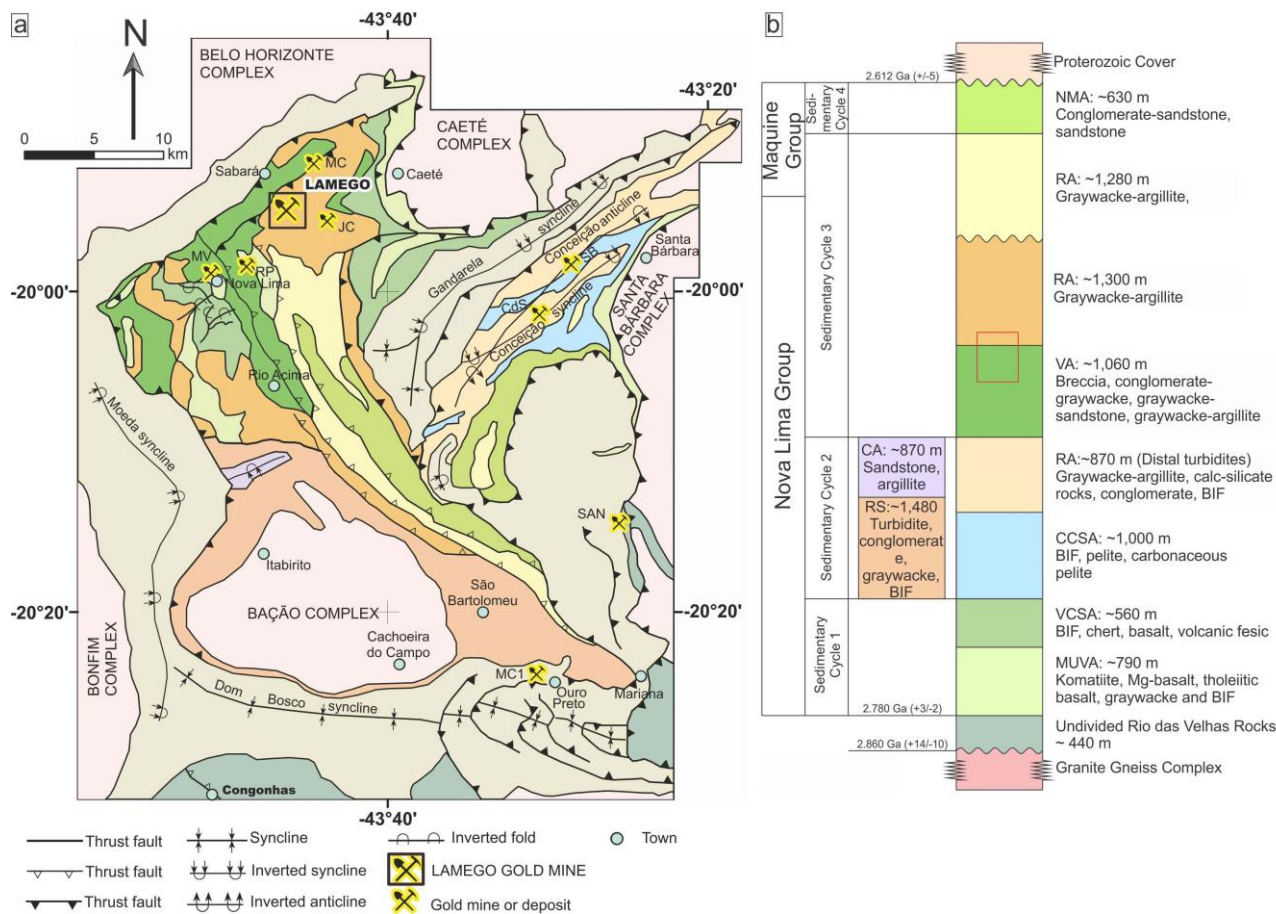 a
-43°40'
N
BELO HORIZONTE
COMPLEX
-43°20'
0 5 10
km
CAETÉ
COMPLEX
Sabará
MC
LAMEGO
Caeté
JC
Gandarela syncline
Conceição anticline
Santa
Bárbara
SB
MV
RP
Nova Lima
-20°00'
-20°00'
CdS
Conceição syncline
SANTA
BARBARA
COMPLEX
Rio Acima
Moeda syncline
SAN
Itabirito
São
Bartolomeu
-20°20'
-20°20'
BAÇÃO COMPLEX
Cachoeira
do Campo
BONFIM
COMPLEX
MC1
Ouro
Preto
Mariana
Dom Bosco syncline
Congonhas
-43°40'
Thrust fault
Syncline
Inverted fold
Town
Thrust fault
Inverted syncline
LAMEGO GOLD MINE
Thrust fault
Inverted anticline
Gold mine or deposit
b
Proterozoic Cover
2.612 Ga (+/-5)
Maquine
Group
Sedi-
mentary
Cycle 4
NMA: ~630 m
Conglomerate-sandstone,
sandstone
RA: ~1,280 m
Graywacke-argillite,
Sedimentary Cycle 3
RA: ~1,300 m
Graywacke-argillite
VA: ~1,060 m
Breccia, conglomerate-
graywacke, graywacke-
sandstone, graywacke-argillite
Nova Lima Group
Sedimentary Cycle 2
CA: ~870 m
Sandstone,
argillite
RS:~1,480
Turbidite,
conglomerat
e,
graywacke,
BIF
RA:~870 m (Distal turbidites)
Graywacke-argillite, calc-silicate
rocks, conglomerate, BIF
CCSA: ~1,000 m
BIF, pelite, carbonaceous
pelite
Sedimentary
Cycle 1
VCSA: ~560 m
BIF, chert, basalt, volcanic fesic
MUVA: ~790 m
Komatiite, Mg-basalt, tholeiitic
basalt, graywacke and BIF
2.780 Ga (+3/-2)
Undivided Rio das Velhas Rocks
~ 440 m
2.860 Ga (+14/-10)
Granite Gneiss Complex